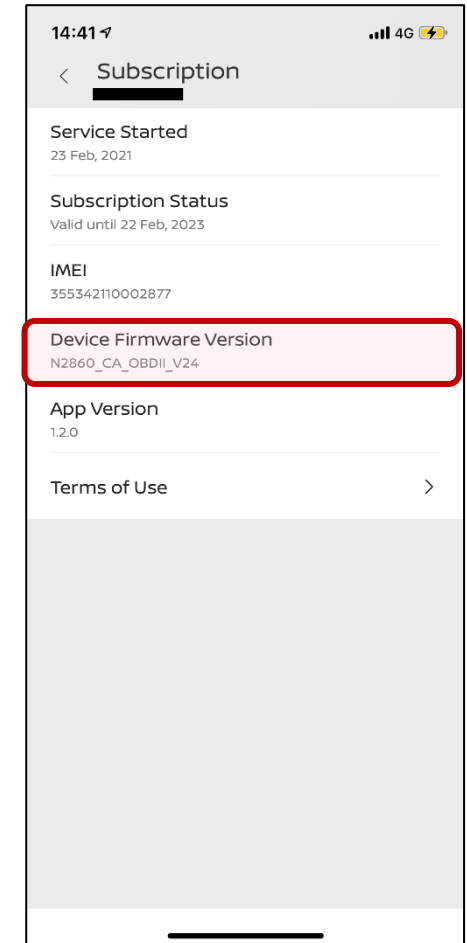 14:41 4G
Subscription
Service Started
23 Feb, 2021
Subscription Status
Valid until 22 Feb, 2023
IMEI
355342110002877
Device Firmware Version
N2860_CA_OBDII_V24
App Version
1.2.0
Terms of Use